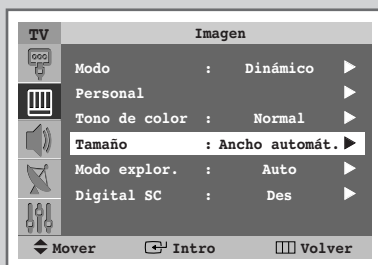 TV Imagen
Modo : Dinámico
Personal
Tono de color : Normal
Tamaño : Ancho automát.
Modo explor. : Auto
Digital SC : Des
Mover Intro Volver